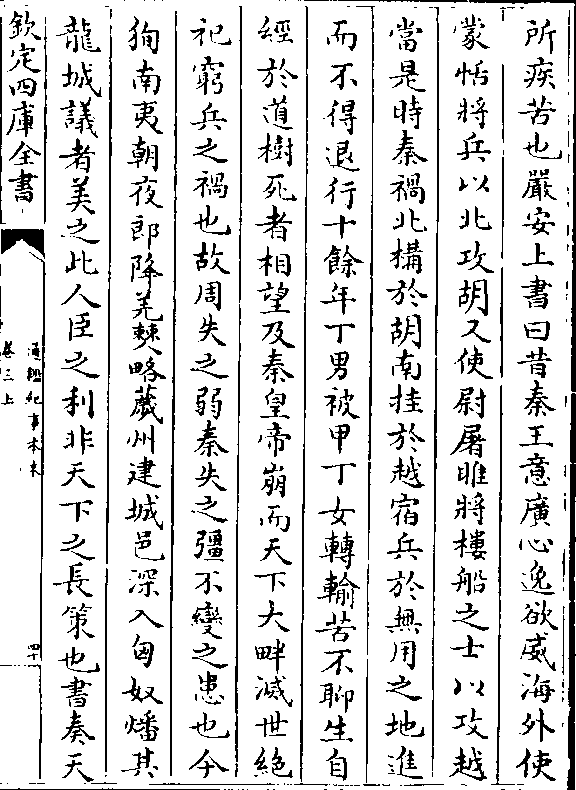 所疾苦也嚴安上書曰昔秦王意廣心逸欲威海外使
蒙恬將兵以北攻胡又使尉屠睢將樓船之士以攻越
當是時秦禍北構於胡南挂於越宿兵於無用之地進
而不得退行十餘年丁男被甲丁女轉輸苦不聊生自
經於道樹死者相望及秦皇帝崩而天下大畔滅世絕
祀窮兵之禍也故周失之弱秦失之彊不變之患也今
狥南夷朝夜郎降羌僰略薉州建城邑深入匈奴燔其
龍城議者美之此人臣之利非天下之長策也書奏天
欽定四庫全書
通鑑紀事本末
卷三上
四十